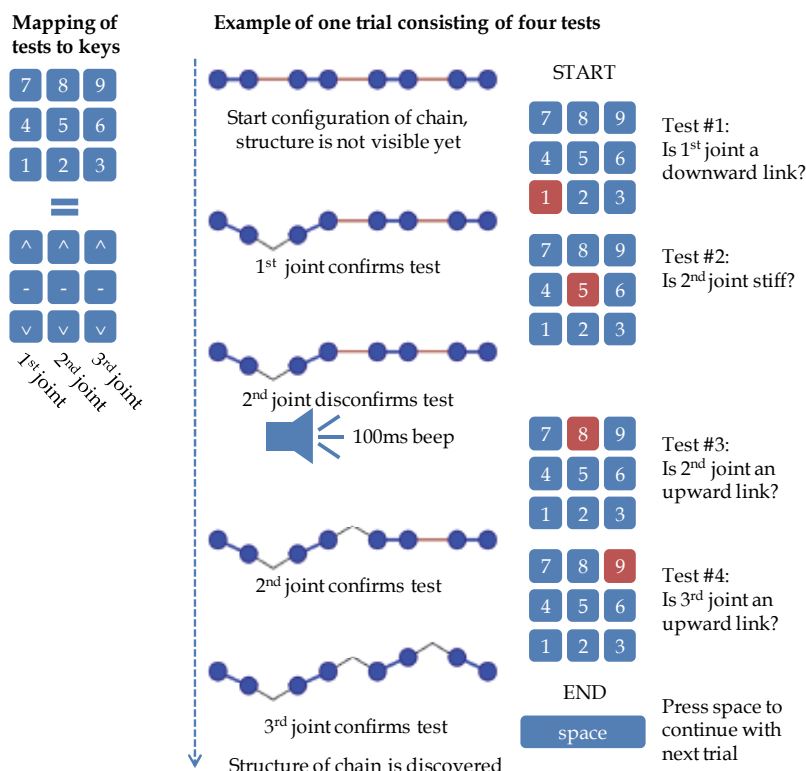 Mapping of
tests to keys
7 8 9
4 5 6
1 2 3
=
^ ^ ^
- - -
v v v
1st joint
2nd joint
3rd joint
Example of one trial consisting of four tests
Start configuration of chain,
structure is not visible yet
START
7 8 9
4 5 6
1 2 3
Test #1:
Is 1st joint a
downward link?
1st joint confirms test
7 8 9
4 5 6
1 2 3
Test #2:
Is 2nd joint stiff?
2nd joint disconfirms test
100ms beep
7 8 9
4 5 6
1 2 3
Test #3:
Is 2nd joint an
upward link?
2nd joint confirms test
7 8 9
4 5 6
1 2 3
Test #4:
Is 3rd joint an
upward link?
3rd joint confirms test
END
space
Press space to
continue with
next trial
Structure of chain is discovered